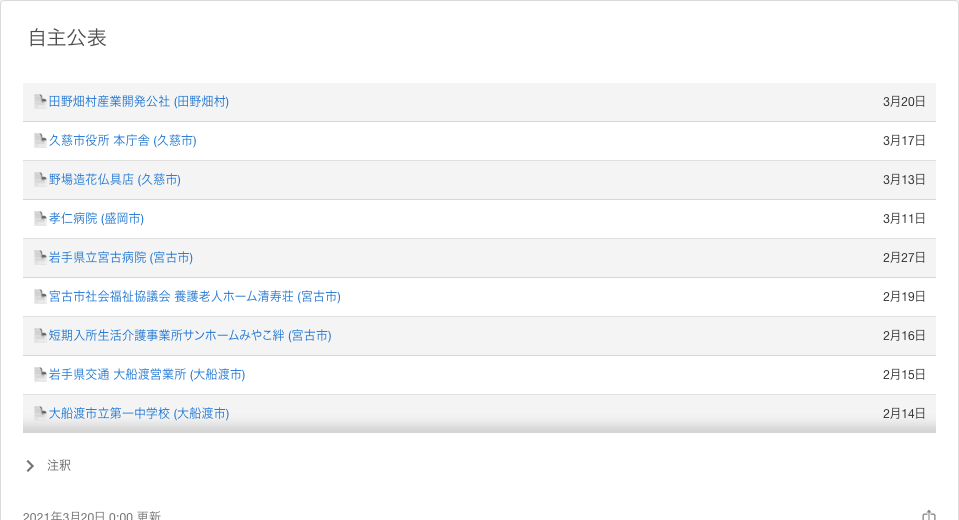 自主公表
田野畑村産業開発公社 (田野畑村) 3月20日
久慈市役所 本庁舎 (久慈市) 3月17日
野場造花仏具店 (久慈市) 3月13日
孝仁病院 (盛岡市) 3月11日
岩手県立宮古病院 (宮古市) 2月27日
宮古市社会福祉協議会 養護老人ホーム清寿荘 (宮古市) 2月19日
短期入所生活介護事業所サンホームみやこ絆 (宮古市) 2月16日
岩手県交通 大船渡営業所 (大船渡市) 2月15日
大船渡市立第一中学校 (大船渡市) 2月14日
注釈
2021年3月20日 0:00 更新